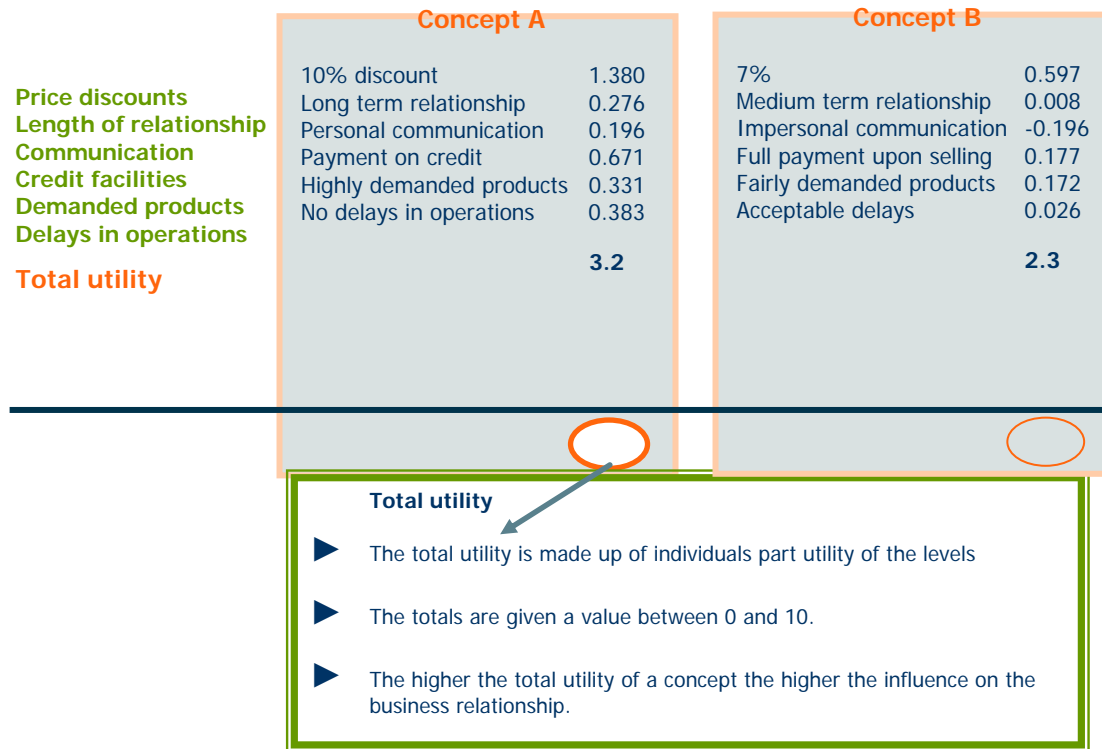 Concept A
Concept B
Price discounts
Length of relationship
Communication
Credit facilities
Demanded products
Delays in operations
Total utility
10% discount 1.380
Long term relationship 0.276
Personal communication 0.196
Payment on credit 0.671
Highly demanded products 0.331
No delays in operations 0.383
3.2
7% 0.597
Medium term relationship 0.008
Impersonal communication -0.196
Full payment upon selling 0.177
Fairly demanded products 0.172
Acceptable delays 0.026
2.3
Total utility
► The total utility is made up of individuals part utility of the levels
► The totals are given a value between 0 and 10.
► The higher the total utility of a concept the higher the influence on the
business relationship.